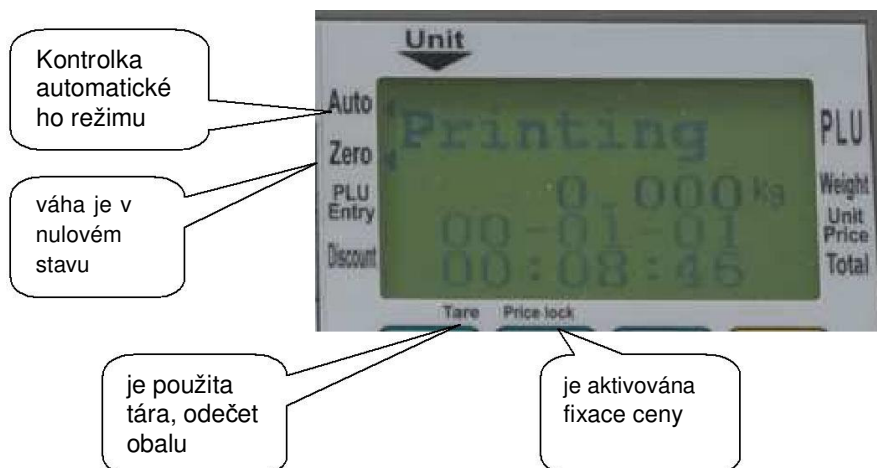 Kontrolka
automatické
ho režimu
váha je v
nulovém
stavu
Unit
Auto
Zero
PLU
Entry
Discount
Printing
0.000 kg
00-01-01
00:08:46
PLU
Weight
Unit
Price
Total
Tare Price lock
je použita
tára, odečet
obalu
je aktivována
fixace ceny